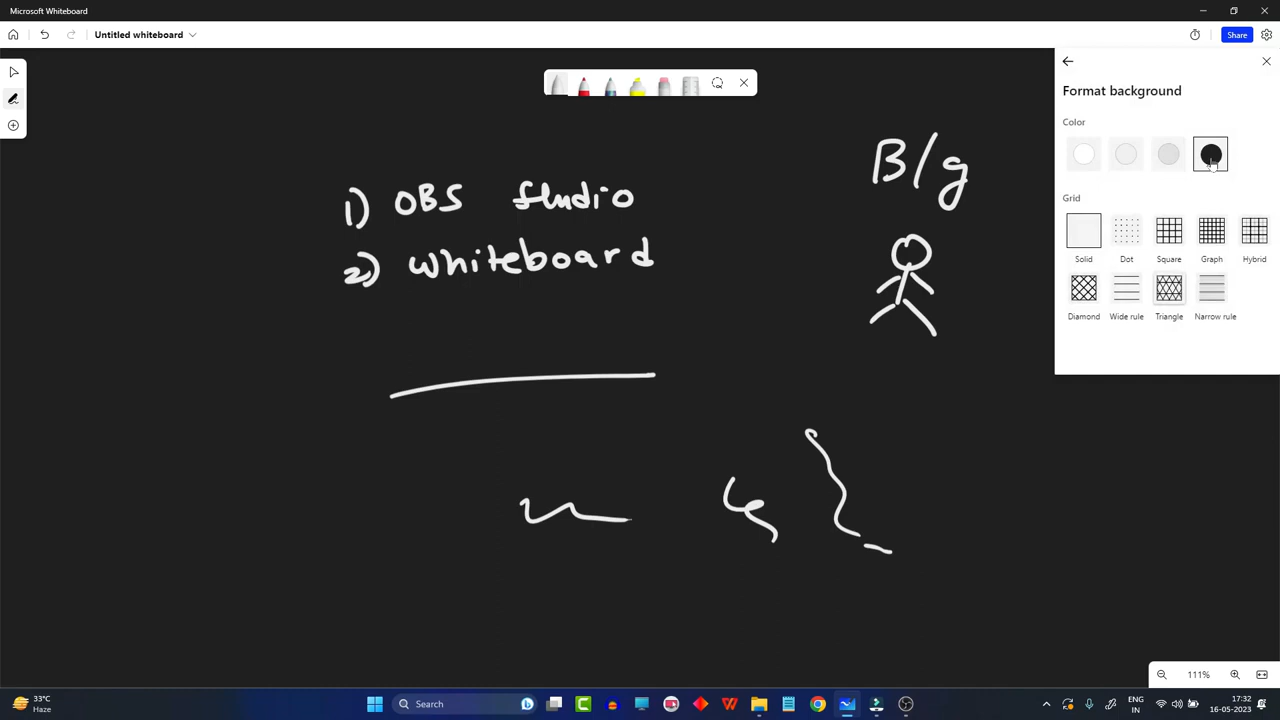 Microsoft Whiteboard
Untitled whiteboard
Share
Format background
Color
B/g
1) OBS Studio
2) Whiteboard
Grid
Solid
Dot
Square
Graph
Hybrid
Diamond
Wide rule
Triangle
Narrow rule
111%
33°C
Haze
Search
ENG
IN
17:32
16-05-2023